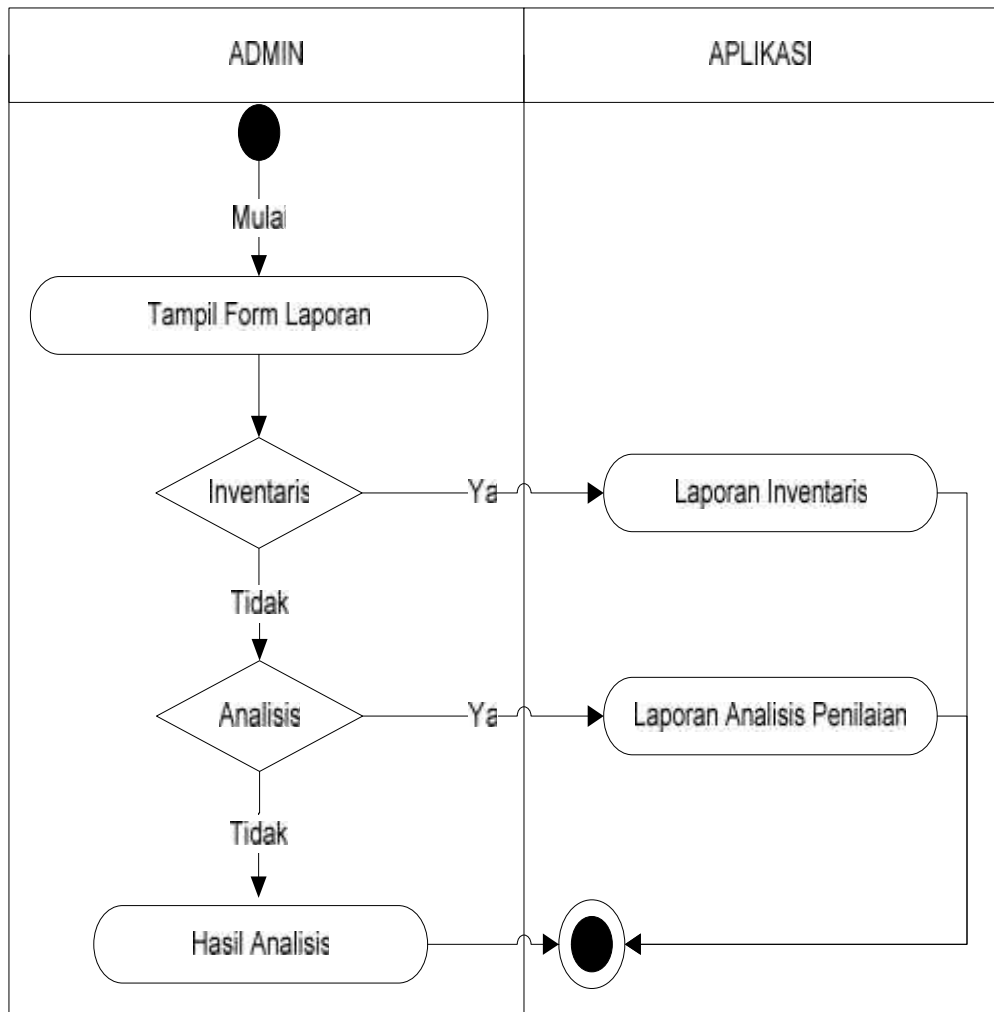 ADMIN
APLIKASI
Mulai
Tampil Form Laporan
Inventaris
Ya
Laporan Inventaris
Tidak
Analisis
Ya
Laporan Analisis Penilaian
Tidak
Hasil Analisis